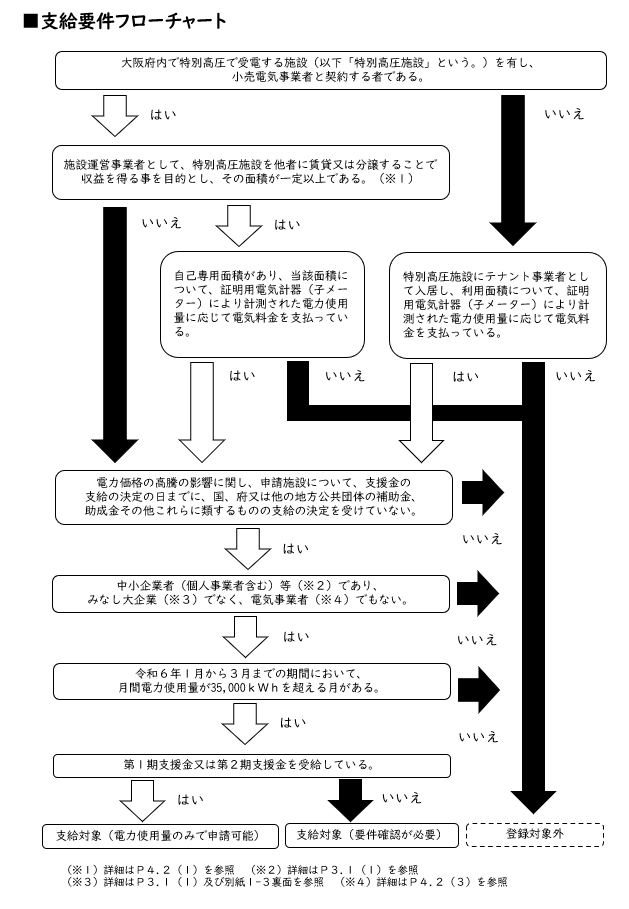 ■支給要件フローチャート
大阪府内で特別高圧で受電する施設（以下「特別高圧施設」という。）を有し、
小売電気事業者と契約する者である。
はい
いいえ
施設運営事業者として、特別高圧施設を他者に賃貸又は分譲することで
収益を得る事を目的とし、その面積が一定以上である。（※１）
いいえ
はい
自己専用面積があり、当該面積に
ついて、証明用電気計器（子メー
ター）により計測された電力使用
量に応じて電気料金を支払ってい
る。
特別高圧施設にテナント事業者とし
て入居し、利用面積について、証明
用電気計器（子メーター）により計
測された電力使用量に応じて電気料
金を支払っている。
はい
いいえ
はい
いいえ
電力価格の高騰の影響に関し、申請施設について、支援金の
支給の決定の日までに、国、府又は他の地方公共団体の補助金、
助成金その他これらに類するものの支給の決定を受けていない。
いいえ
はい
中小企業者（個人事業者含む）等（※２）であり、
みなし大企業（※３）でなく、電気事業者（※４）でもない。
はい
いいえ
令和６年１月から３月までの期間において、
月間電力使用量が35,000ｋＷｈを超える月がある。
はい
いいえ
第１期支援金又は第２期支援金を受給している。
はい
いいえ
支給対象（電力使用量のみで申請可能）
支給対象（要件確認が必要）
登録対象外
（※１）詳細はＰ４.２（１）を参照　（※２）詳細はＰ３.１（１）を参照
（※３）詳細はＰ３.１（１）及び別紙１-３裏面を参照　（※４）詳細はＰ４.２（３）を参照